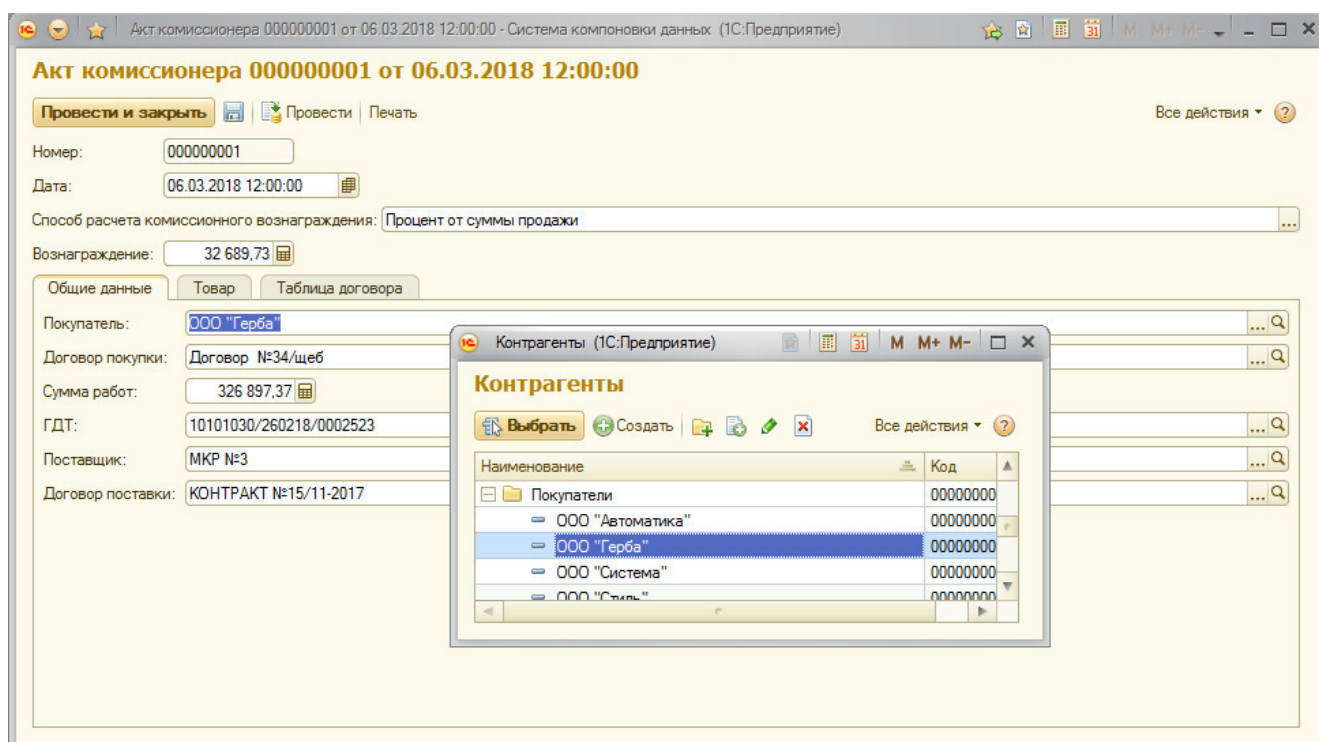 Акт комиссионера 000000001 от 06.03.2018 12:00:00 - Система компоновки данных (1С:Предприятие)
M M+ M-
Акт комиссионера 000000001 от 06.03.2018 12:00:00
Провести и закрыть Провести Печать Все действия
Номер: 000000001
Дата: 06.03.2018 12:00:00
Способ расчета комиссионного вознаграждения: Процент от суммы продажи
Вознаграждение: 32 689,73
Общие данные Товар Таблица договора
Покупатель: ООО "Герба"
Договор покупки: Договор №34/щеб
Сумма работ: 326 897,37
ГДТ: 10101030/260218/0002523
Поставщик: МКР №3
Договор поставки: КОНТРАКТ №15/11-2017
Контрагенты (1С:Предприятие) M M+ M-
Контрагенты
Выбрать Создать Все действия
Наименование Код
Покупатели 00000000
ООО "Автоматика" 00000000
ООО "Герба" 00000000
ООО "Система" 00000000
ООО "Стиль" 00000000